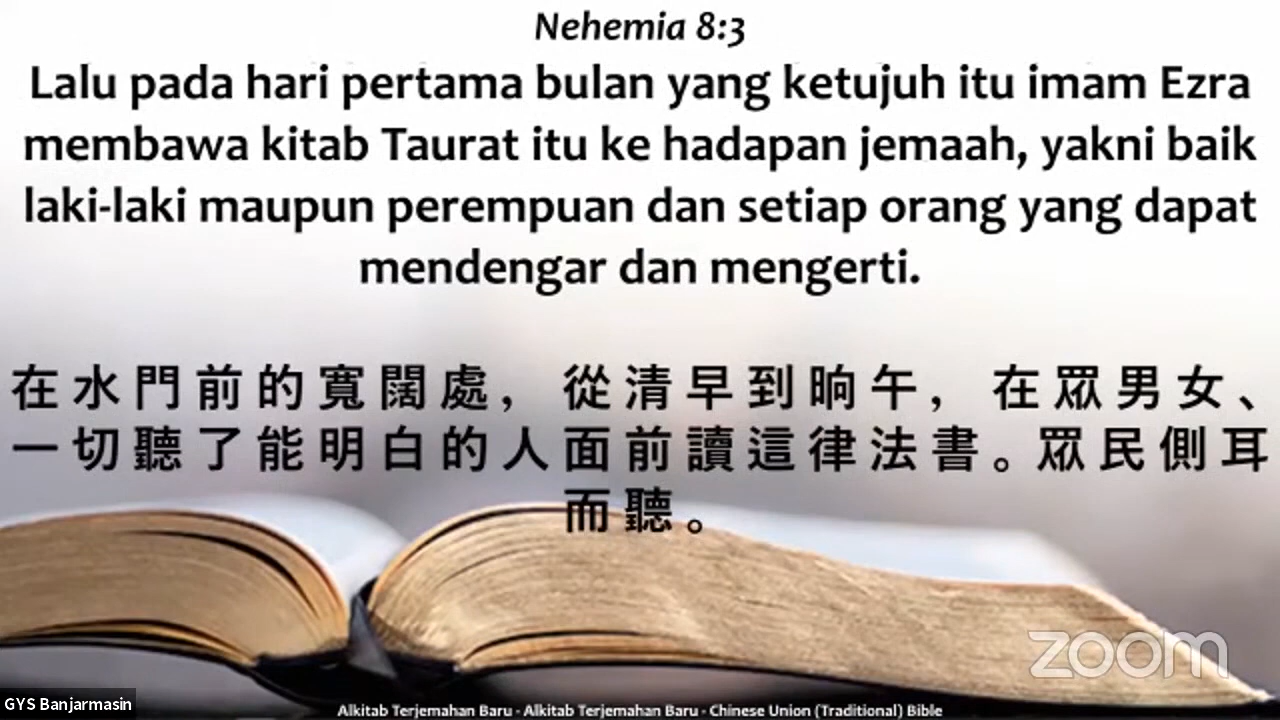 Nehemia 8:3
Lalu pada hari pertama bulan yang ketujuh itu imam Ezra
membawa kitab Taurat itu ke hadapan jemaah, yakni baik
laki-laki maupun perempuan dan setiap orang yang dapat
mendengar dan mengerti.
在水門前的寬闊處，從清早到晌午，在眾男女、
一切聽了能明白的人面前讀這律法書。眾民側耳
而聽。
zoom
GYS Banjarmasin
Alkitab Terjemahan Baru - Alkitab Terjemahan Baru - Chinese Union (Traditional) Bible